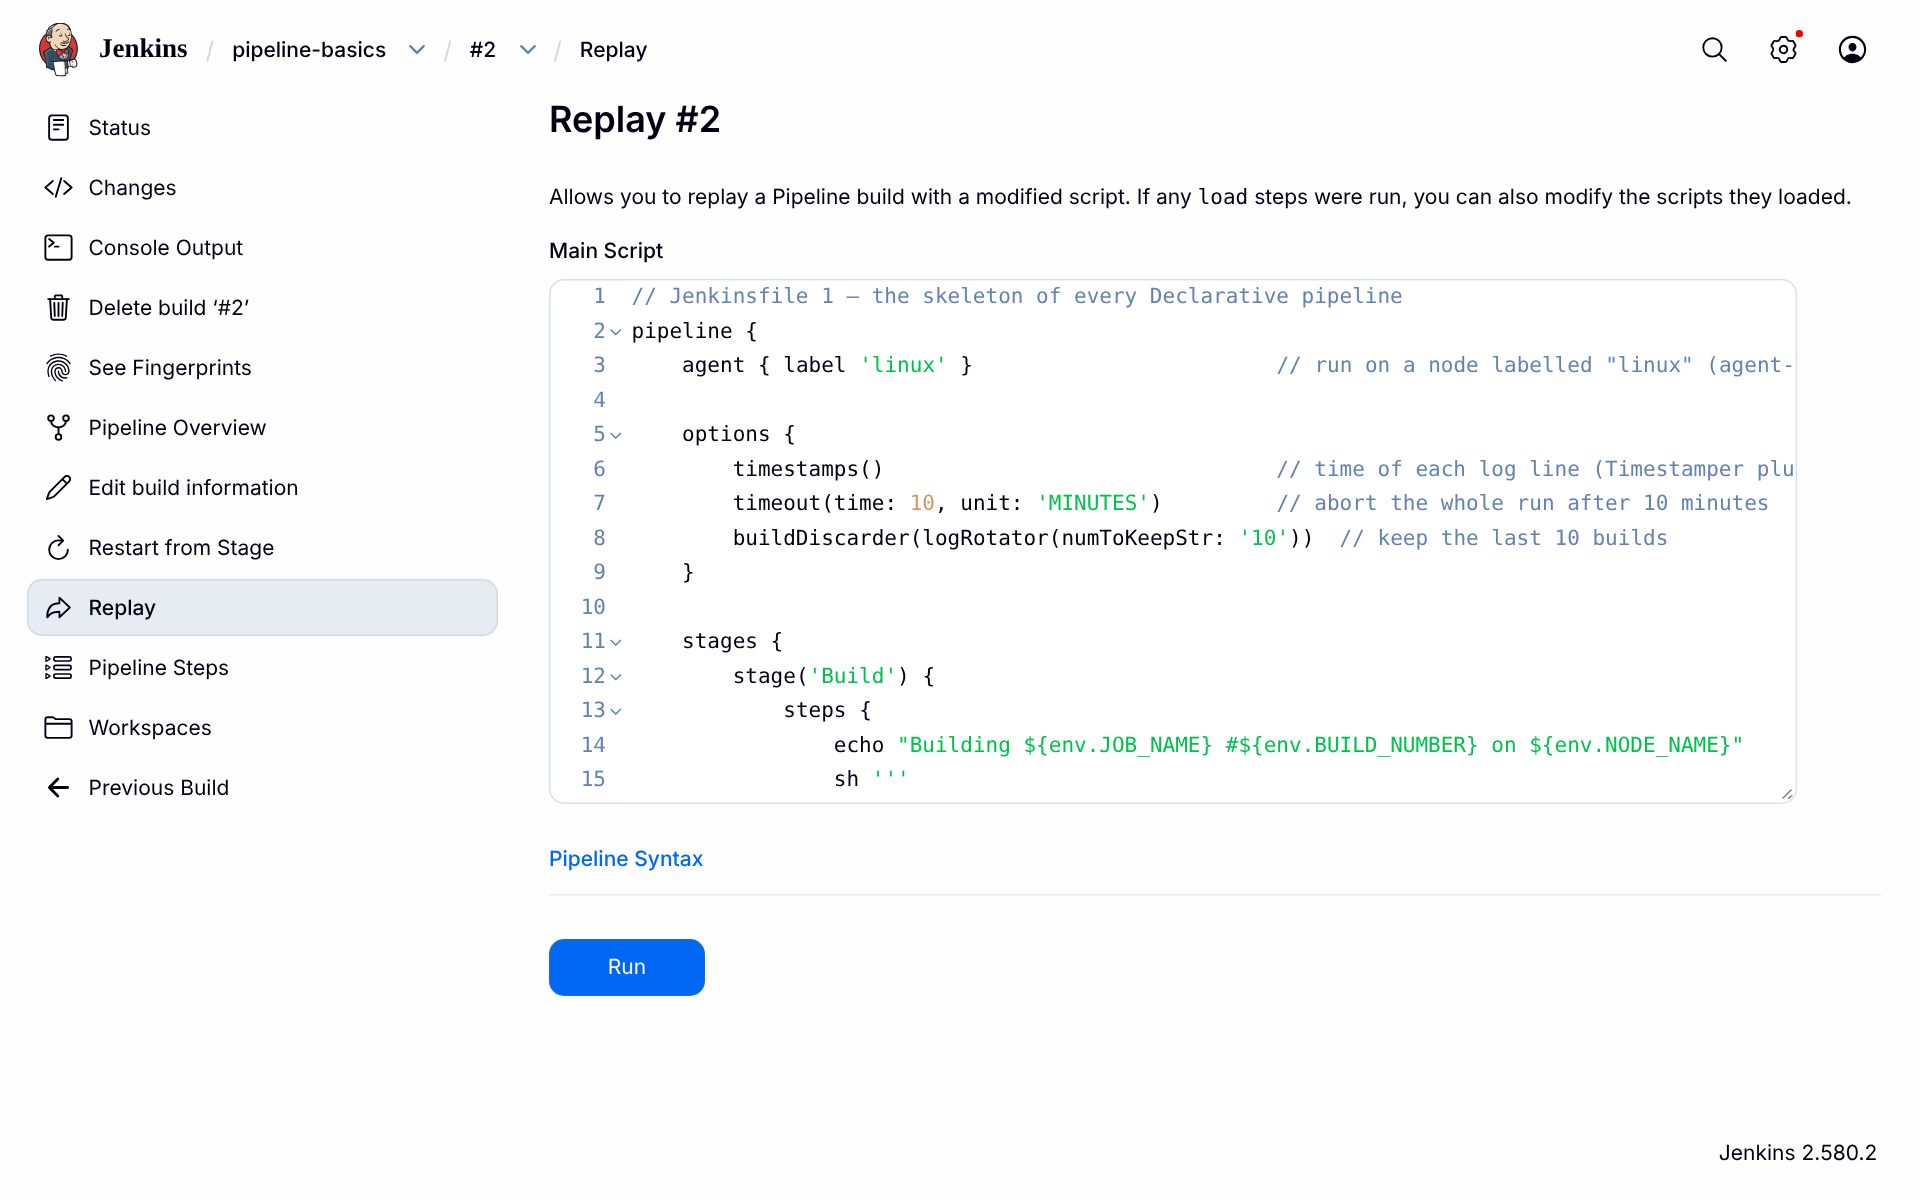 Jenkins / pipeline-basics / #2 / Replay
Status
Changes
Console Output
Delete build ‘#2’
See Fingerprints
Pipeline Overview
Edit build information
Restart from Stage
Replay
Pipeline Steps
Workspaces
Previous Build
Replay #2
Allows you to replay a Pipeline build with a modified script. If any load steps were run, you can also modify the scripts they loaded.
Main Script
1 // Jenkinsfile 1 — the skeleton of every Declarative pipeline
2 pipeline {
3     agent { label 'linux' }                        // run on a node labelled "linux" (agent-
4
5     options {
6         timestamps()                               // time of each log line (Timestamper plu
7         timeout(time: 10, unit: 'MINUTES')         // abort the whole run after 10 minutes
8         buildDiscarder(logRotator(numToKeepStr: '10'))  // keep the last 10 builds
9     }
10
11     stages {
12         stage('Build') {
13             steps {
14                 echo "Building ${env.JOB_NAME} #${env.BUILD_NUMBER} on ${env.NODE_NAME}"
15                 sh '''
Pipeline Syntax
Run
Jenkins 2.580.2